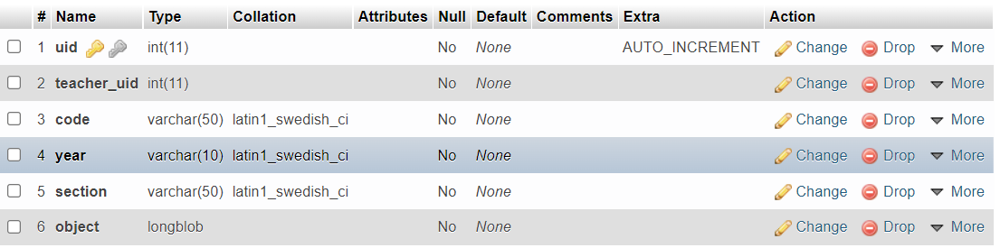 # Name Type Collation Attributes Null Default Comments Extra Action
1 uid int(11) No None AUTO_INCREMENT Change Drop More
2 teacher_uid int(11) No None Change Drop More
3 code varchar(50) latin1_swedish_ci No None Change Drop More
4 year varchar(10) latin1_swedish_ci No None Change Drop More
5 section varchar(50) latin1_swedish_ci No None Change Drop More
6 object longblob No None Change Drop More